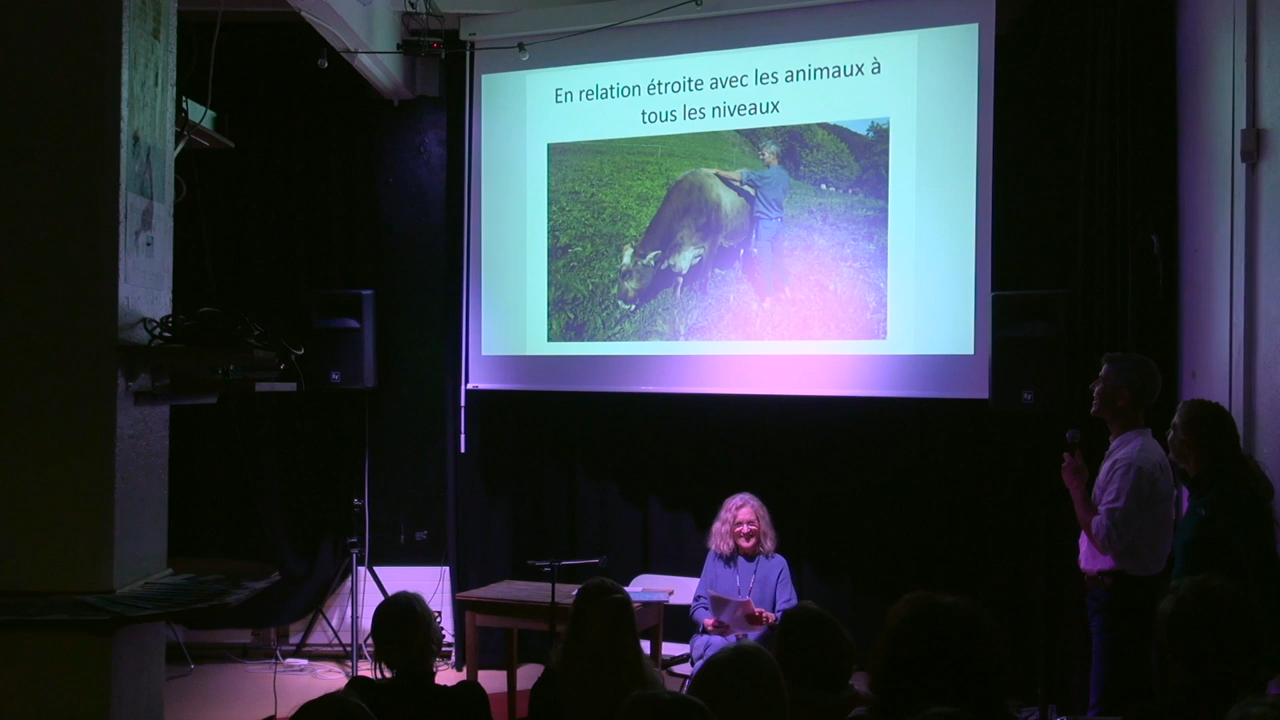 En relation étroite avec les animaux à
tous les niveaux